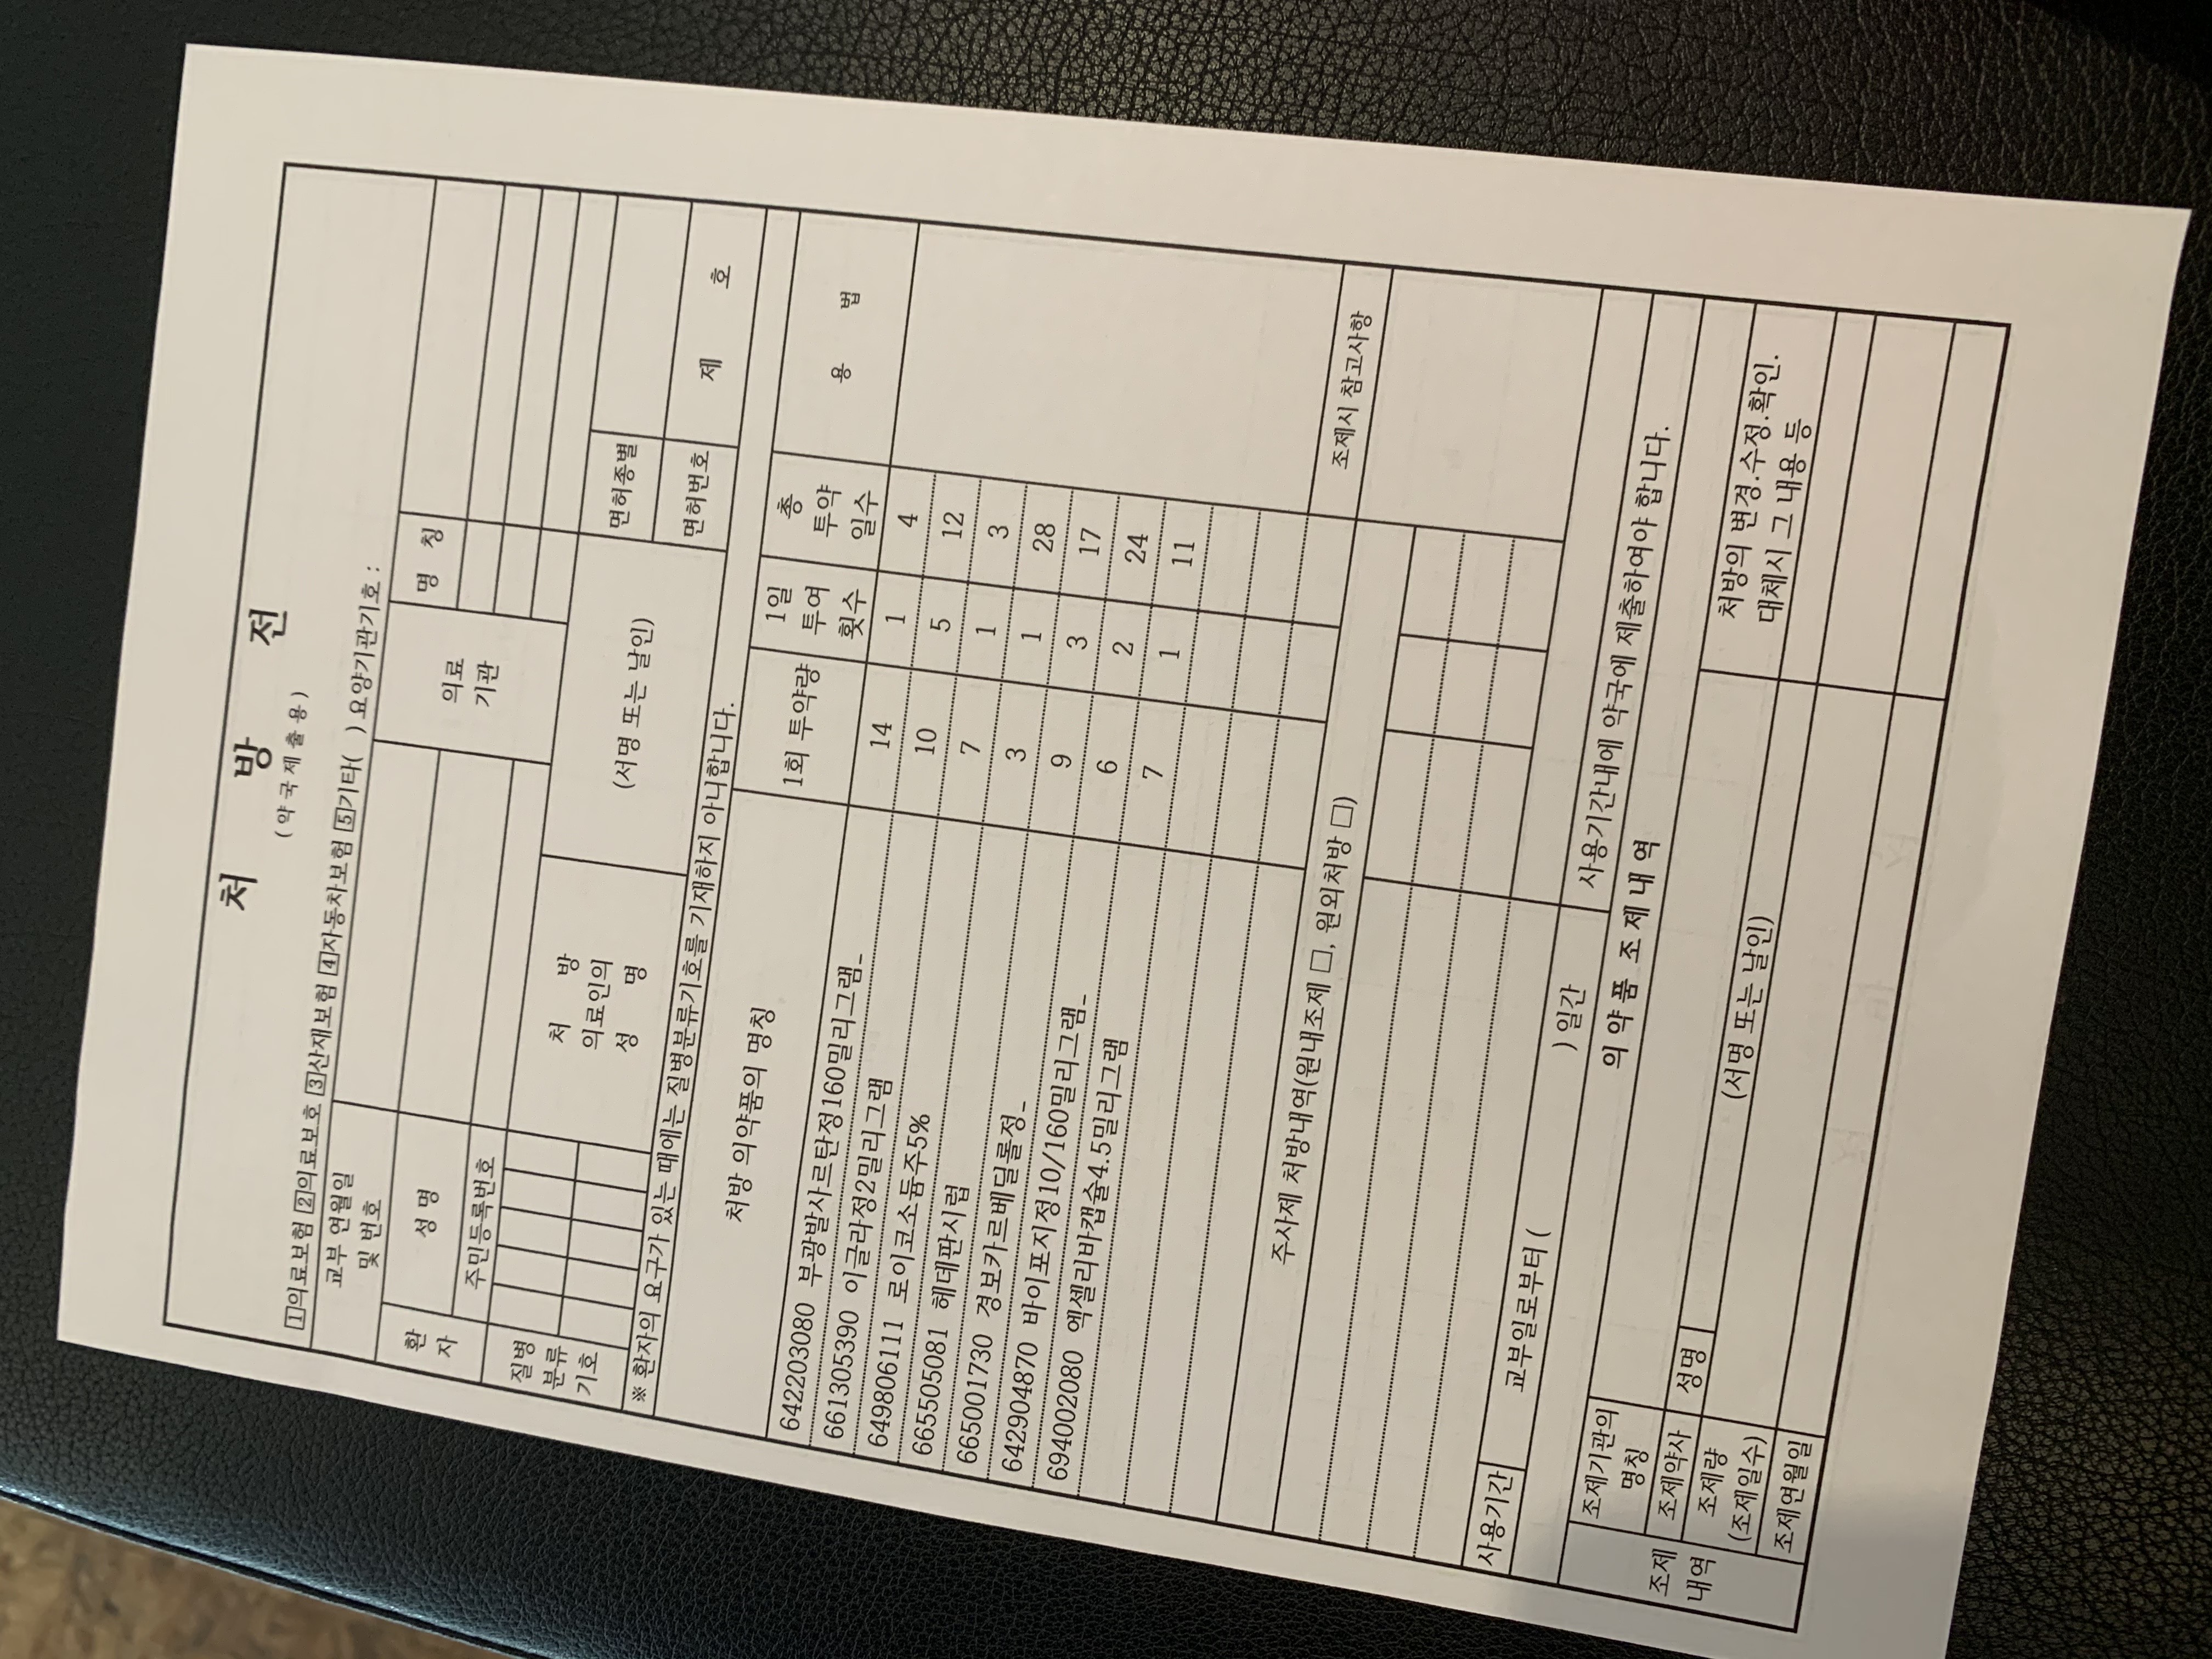 처 방 전
(약국제출용)
1의료보험 2의료보호 3산재보험 4자동차보험 5기타( ) 요양기관기호 :
교부 연월일
및 번호
환
자
성 명
주민등록번호
의료
기관
명 칭
질병
분류
기호
처 방
의료인의
성 명
(서명 또는 날인)
면허종별
면허번호
제 호
※ 환자의 요구가 있는 때에는 질병분류기호를 기재하지 아니합니다.
처방 의약품의 명칭
1회 투약량
1일
투여
횟수
총
투약
일수
용 법
642203080 부광발사르탄정160밀리그램_ 14 1 4
661305390 이글라정2밀리그램 10 5 12
649806111 로이코소듐주5% 7 1 3
665505081 헤데판시럽 3 1 28
665001730 경보카르베딜롤정_ 9 3 17
642904870 바이포지정10/160밀리그램_ 6 2 24
694002080 엑셀리바캡슐4.5밀리그램 7 1 11
주사제 처방내역(원내조제 □, 원외처방 □)
조제시 참고사항
사용기간
교부일로부터 ( ) 일간
사용기간내에 약국에 제출하여야 합니다.
의 약 품 조 제 내 역
조제
내역
조제기관의
명칭
조제약사
성명
(서명 또는 날인)
조제량
(조제일수)
조제연월일
처방의 변경.수정.확인.
대체시 그 내용 등